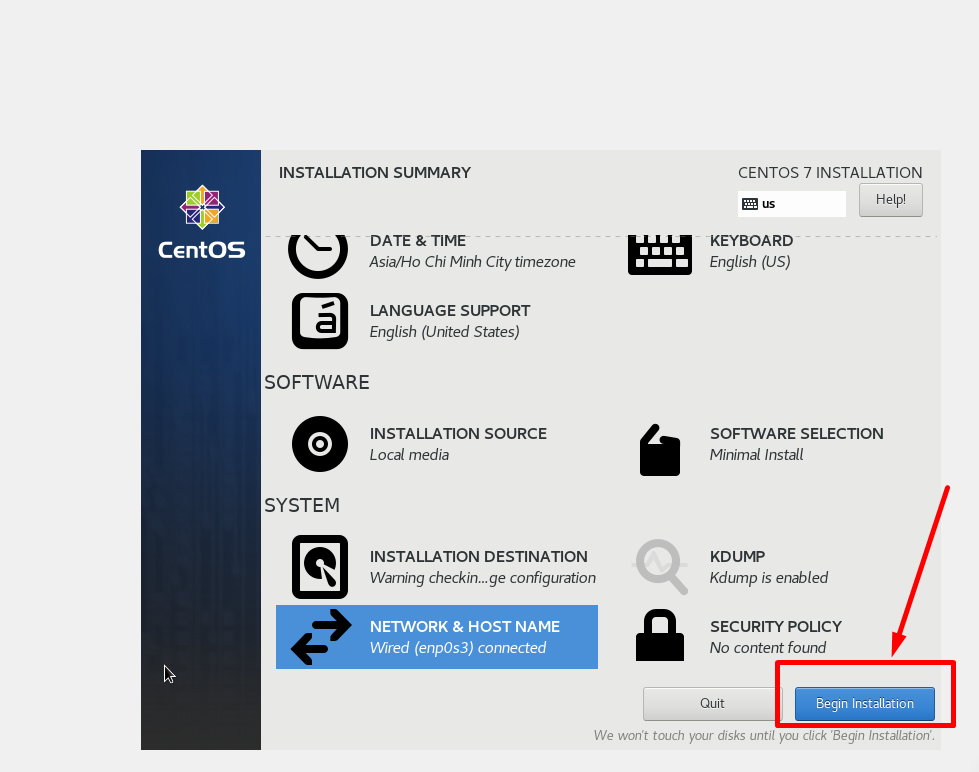 INSTALLATION SUMMARY
CENTOS 7 INSTALLATION
us
Help!
CentOS
DATE & TIME
Asia/Ho Chi Minh City timezone
KEYBOARD
English (US)
LANGUAGE SUPPORT
English (United States)
SOFTWARE
INSTALLATION SOURCE
Local media
SOFTWARE SELECTION
Minimal Install
SYSTEM
INSTALLATION DESTINATION
Warning checkin...ge configuration
KDUMP
Kdump is enabled
NETWORK & HOST NAME
Wired (enp0s3) connected
SECURITY POLICY
No content found
Quit
Begin Installation
We won't touch your disks until you click 'Begin Installation'.